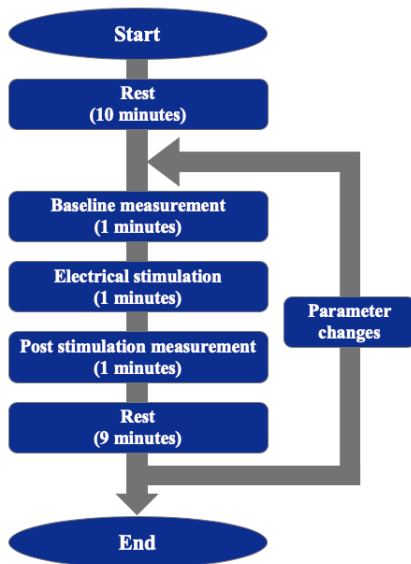 Start
Rest
(10 minutes)
Baseline measurement
(1 minutes)
Electrical stimulation
(1 minutes)
Post stimulation measurement
(1 minutes)
Rest
(9 minutes)
Parameter
changes
End